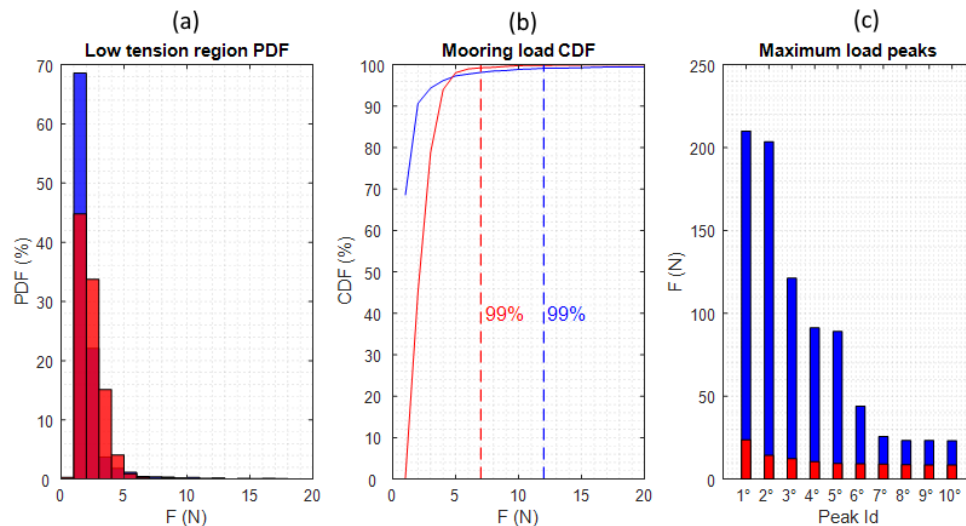 (a)
Low tension region PDF
70
60
50
40
30
20
10
0
PDF (%)
0 5 10 15 20
F (N)
(b)
Mooring load CDF
100
90
80
70
60
50
40
30
20
10
0
CDF (%)
99% 99%
0 5 10 15 20
F (N)
(c)
Maximum load peaks
250
200
150
100
50
0
F (N)
1° 2° 3° 4° 5° 6° 7° 8° 9° 10°
Peak Id